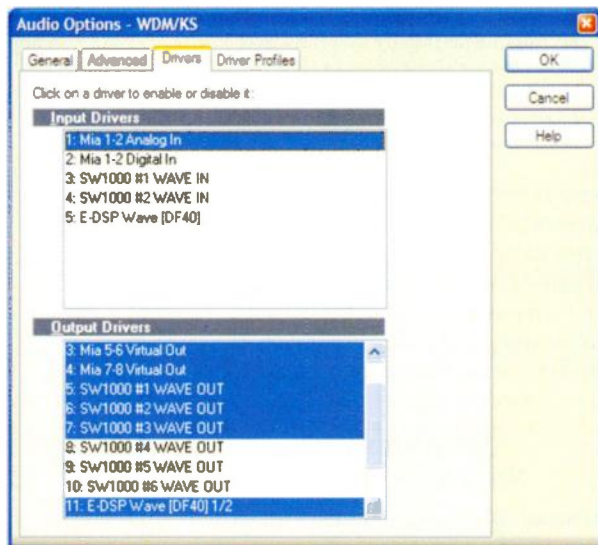 Audio Options - WDM/KS
General Advanced Drivers Driver Profiles
OK
Click on a driver to enable or disable it:
Cancel
Input Drivers
Help
1: Mia 1-2 Analog In
2: Mia 1-2 Digital In
3: SW1000 #1 WAVE IN
4: SW1000 #2 WAVE IN
5: E-DSP Wave [DF40]
Output Drivers
3: Mia 5-6 Virtual Out
4: Mia 7-8 Virtual Out
5: SW1000 #1 WAVE OUT
6: SW1000 #2 WAVE OUT
7: SW1000 #3 WAVE OUT
8: SW1000 #4 WAVE OUT
9: SW1000 #5 WAVE OUT
10: SW1000 #6 WAVE OUT
11: E-DSP Wave [DF40] 1/2